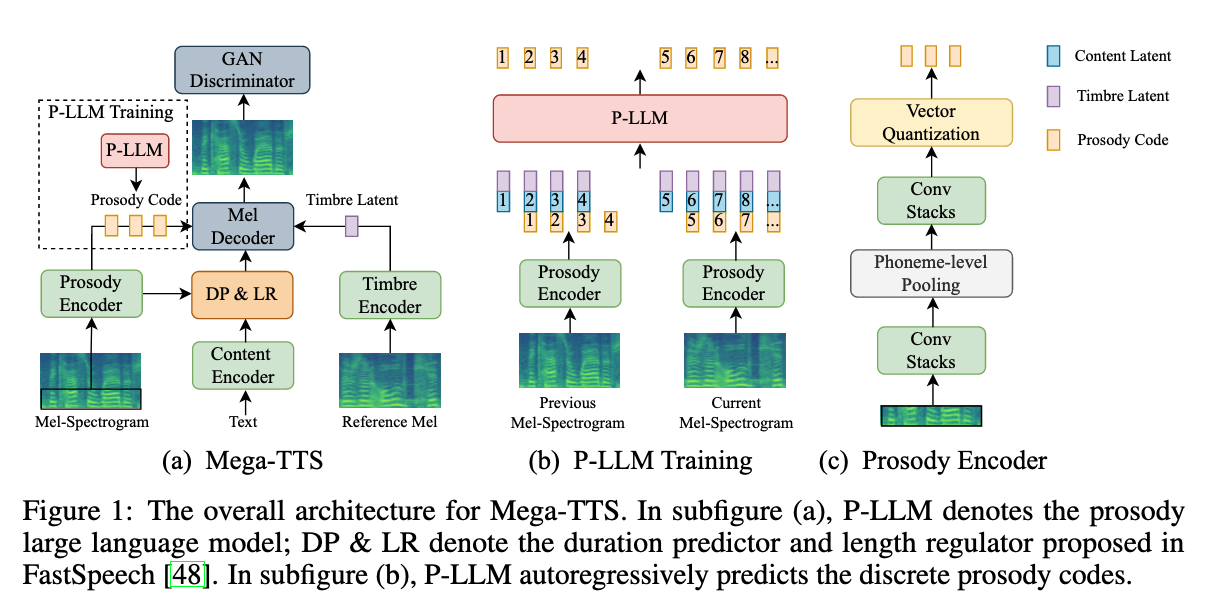 GAN
Discriminator
P-LLM Training
P-LLM
Prosody Code
Timbre Latent
Mel
Decoder
Prosody
Encoder
DP & LR
Timbre
Encoder
Content
Encoder
Mel-Spectrogram
Text
Reference Mel
(a) Mega-TTS
1 2 3 4 5 6 7 8 ...
P-LLM
1 2 3 4 5 6 7 8 ...
1 2 3 4 5 6 7 ...
Prosody
Encoder
Prosody
Encoder
Previous
Mel-Spectrogram
Current
Mel-Spectrogram
(b) P-LLM Training
Vector
Quantization
Conv
Stacks
Phoneme-level
Pooling
Conv
Stacks
(c) Prosody Encoder
Content Latent
Timbre Latent
Prosody Code
Figure 1: The overall architecture for Mega-TTS. In subfigure (a), P-LLM denotes the prosody
large language model; DP & LR denote the duration predictor and length regulator proposed in
FastSpeech [48]. In subfigure (b), P-LLM autoregressively predicts the discrete prosody codes.